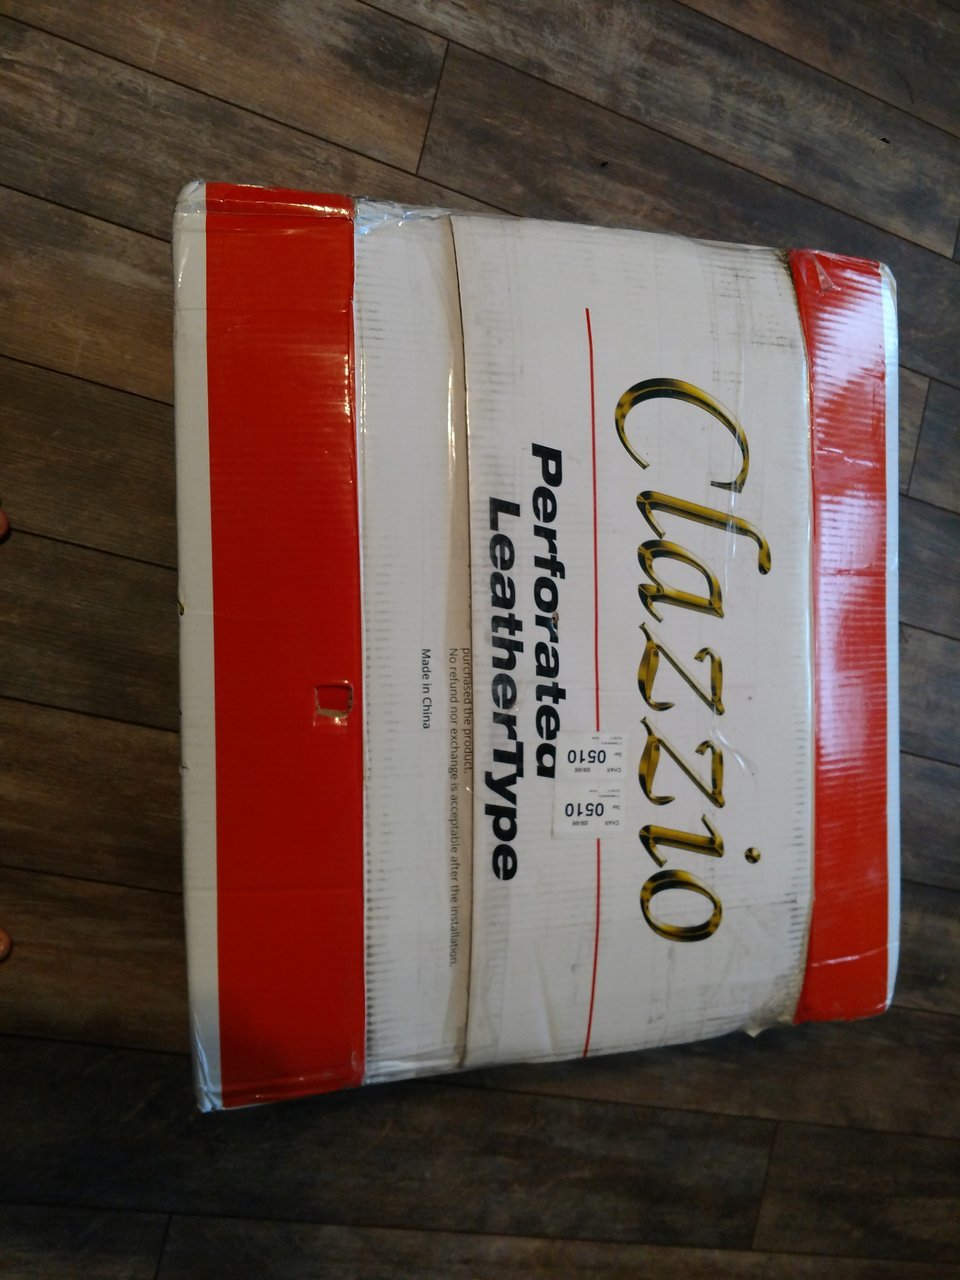 Clazzio
Perforated
LeatherType
purchased the product.
No refund nor exchange is acceptable after the installation.
Made in China
0510
0510